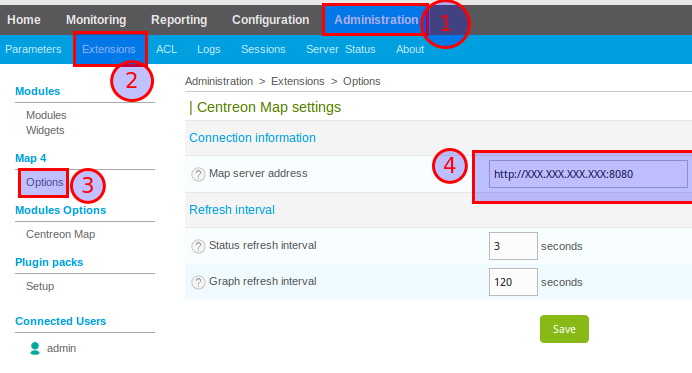 Home Monitoring Reporting Configuration Administration 1
Parameters Extensions ACL Logs Sessions Server Status About
2
Modules
Modules
Widgets
Map 4
Options 3
Modules Options
Centreon Map
Plugin packs
Setup
Connected Users
admin
Administration > Extensions > Options
| Centreon Map settings
Connection information
4
? Map server address http://XXX.XXX.XXX.XXX:8080
Refresh interval
? Status refresh interval 3 seconds
? Graph refresh interval 120 seconds
Save